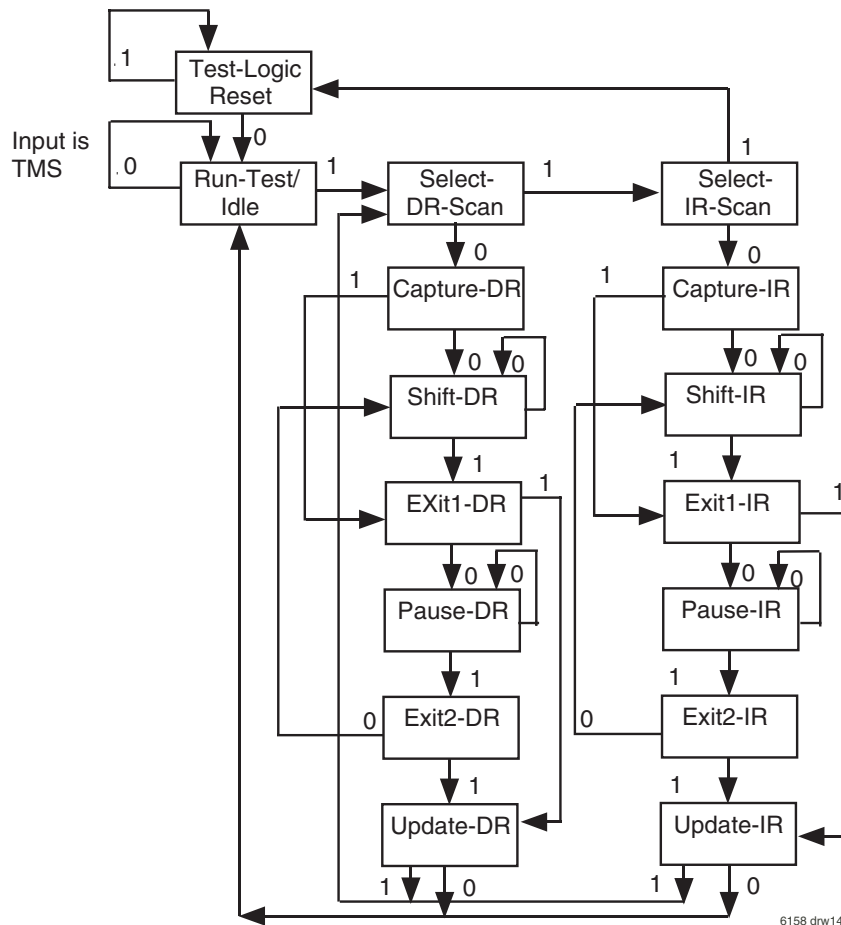 .1
Test-Logic
Reset
0
1
Input is
TMS
.0
Run-Test/
Idle
1
Select-
DR-Scan
1
Select-
IR-Scan
0
0
1
Capture-DR
1
Capture-IR
0
0
0
0
Shift-DR
Shift-IR
1
1
EXit1-DR
1
Exit1-IR
1
0
0
0
0
Pause-DR
Pause-IR
1
1
0
Exit2-DR
0
Exit2-IR
1
1
Update-DR
Update-IR
1
0
1
0
6158 drw14